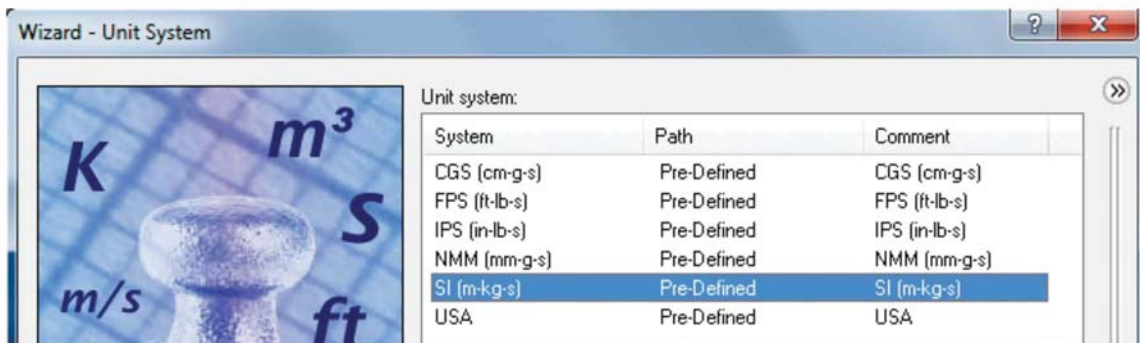 Wizard - Unit System
K
m³
S
m/s
ft
Unit system:
System Path Comment
CGS (cm-g-s) Pre-Defined CGS (cm-g-s)
FPS (ft-lb-s) Pre-Defined FPS (ft-lb-s)
IPS (in-lb-s) Pre-Defined IPS (in-lb-s)
NMM (mm-g-s) Pre-Defined NMM (mm-g-s)
SI (m-kg-s) Pre-Defined SI (m-kg-s)
USA Pre-Defined USA